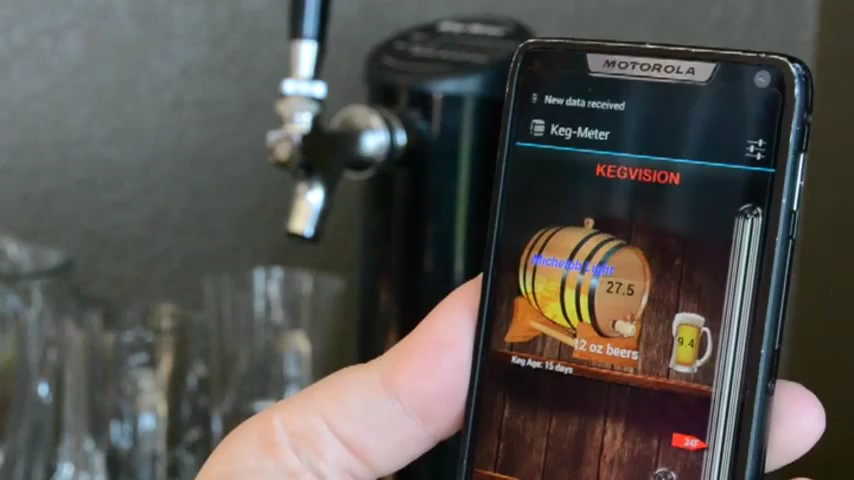 MOTOROLA
New data received
Keg-Meter
KEGVISION
Michelob Light
27.5
9.4
12 oz beers
Keg Age: 15 days
34F